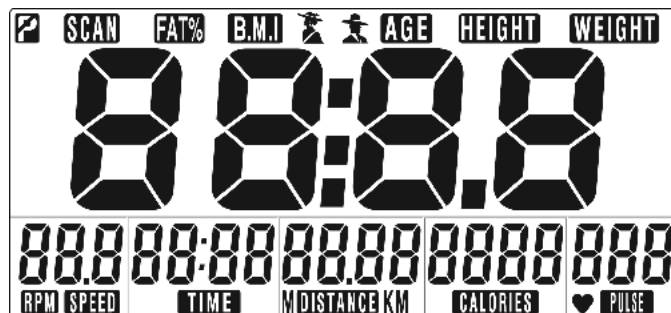 P SCAN FAT% B.M.I AGE HEIGHT WEIGHT
88:8.8
88.8 88:88 88.88 8888 888
RPM SPEED TIME M DISTANCE KM CALORIES PULSE